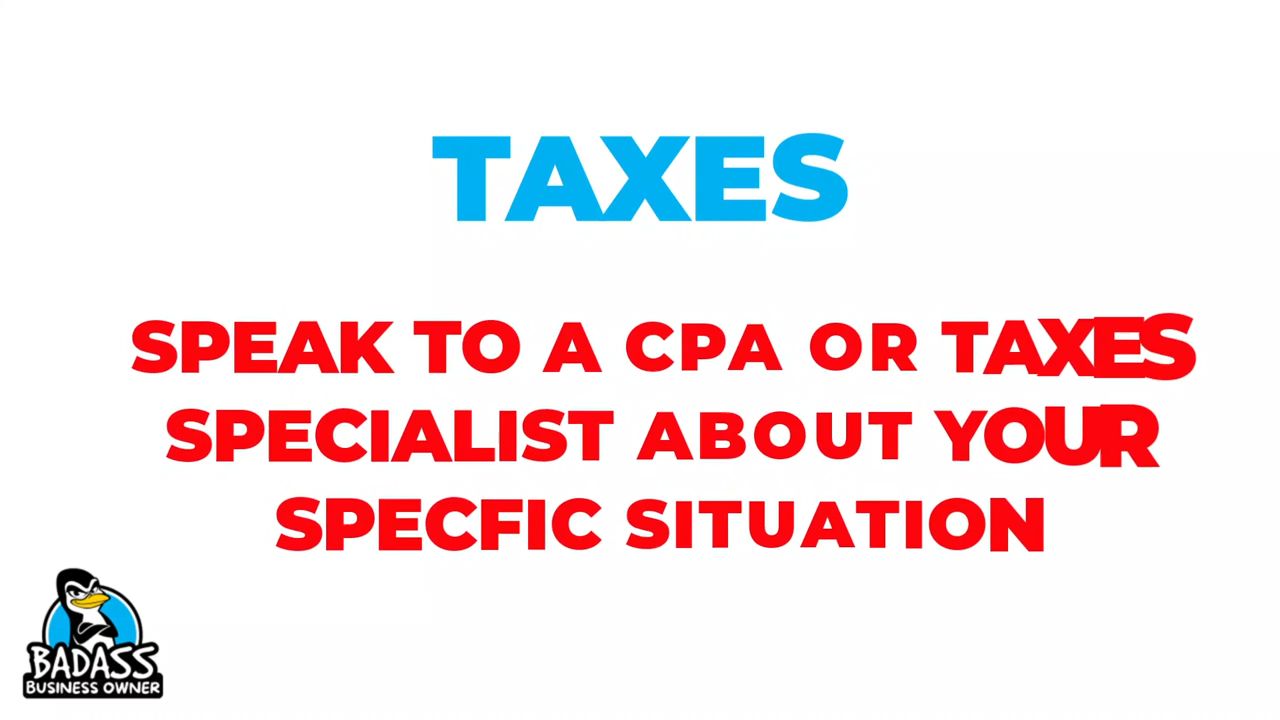 TAXES
SPEAK TO A CPA OR TAXES
SPECIALIST ABOUT YOUR
SPECFIC SITUATION
BADASS
BUSINESS OWNER